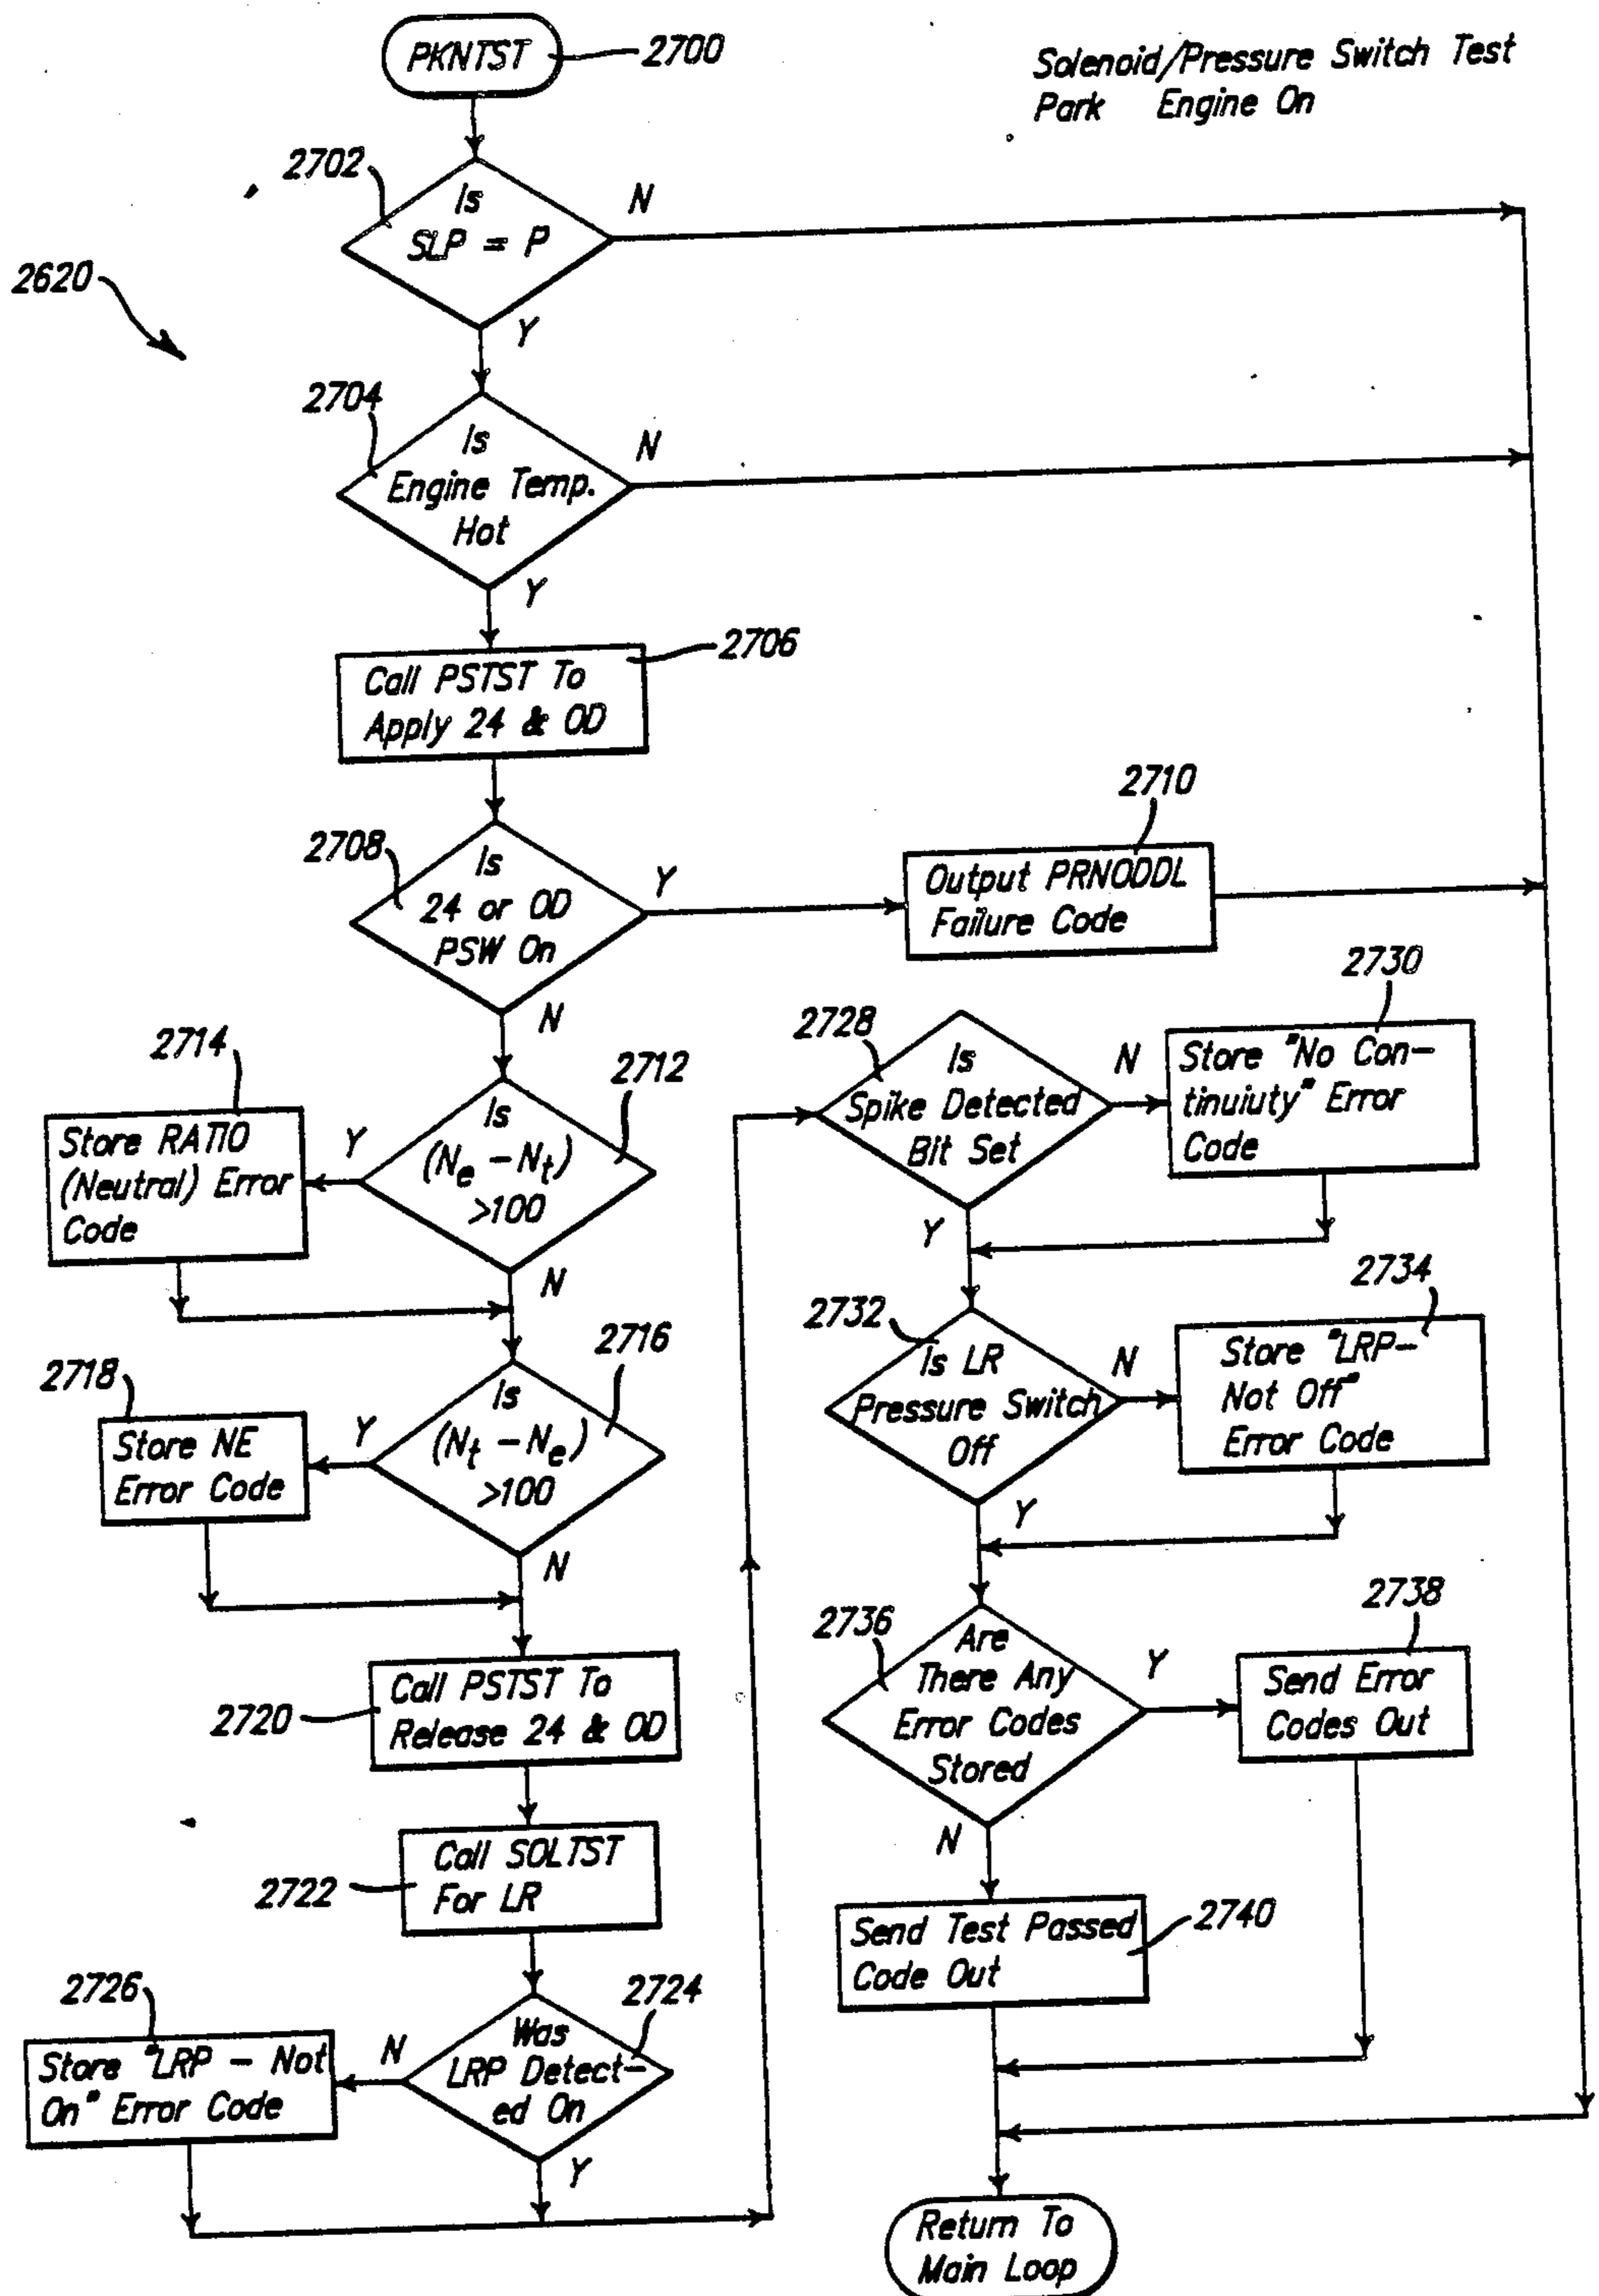 PKNTST
2700
Solenoid/Pressure Switch Test
Park Engine On
2702
Is
SLP = P
N
Y
2620
2704
Is
Engine Temp.
Hot
N
Y
2706
Call PSTST To
Apply 24 & OD
2708
Is
24 or OD
PSW On
Y
N
2710
Output PRNODDL
Failure Code
2712
Is
(Ne – Nt)
>100
Y
N
2714
Store RATIO
(Neutral) Error
Code
2716
Is
(Nt – Ne)
>100
Y
N
2718
Store NE
Error Code
2720
Call PSTST To
Release 24 & OD
2722
Call SOLTST
For LR
2724
Was
LRP Detect-
ed On
N
Y
2726
Store "LRP – Not
On" Error Code
2728
Is
Spike Detected
Bit Set
N
Y
2730
Store "No Con-
tinuiuty" Error
Code
2732
Is LR
Pressure Switch
Off
N
Y
2734
Store "LRP-
Not Off"
Error Code
2736
Are
There Any
Error Codes
Stored
Y
N
2738
Send Error
Codes Out
2740
Send Test Passed
Code Out
Return To
Main Loop